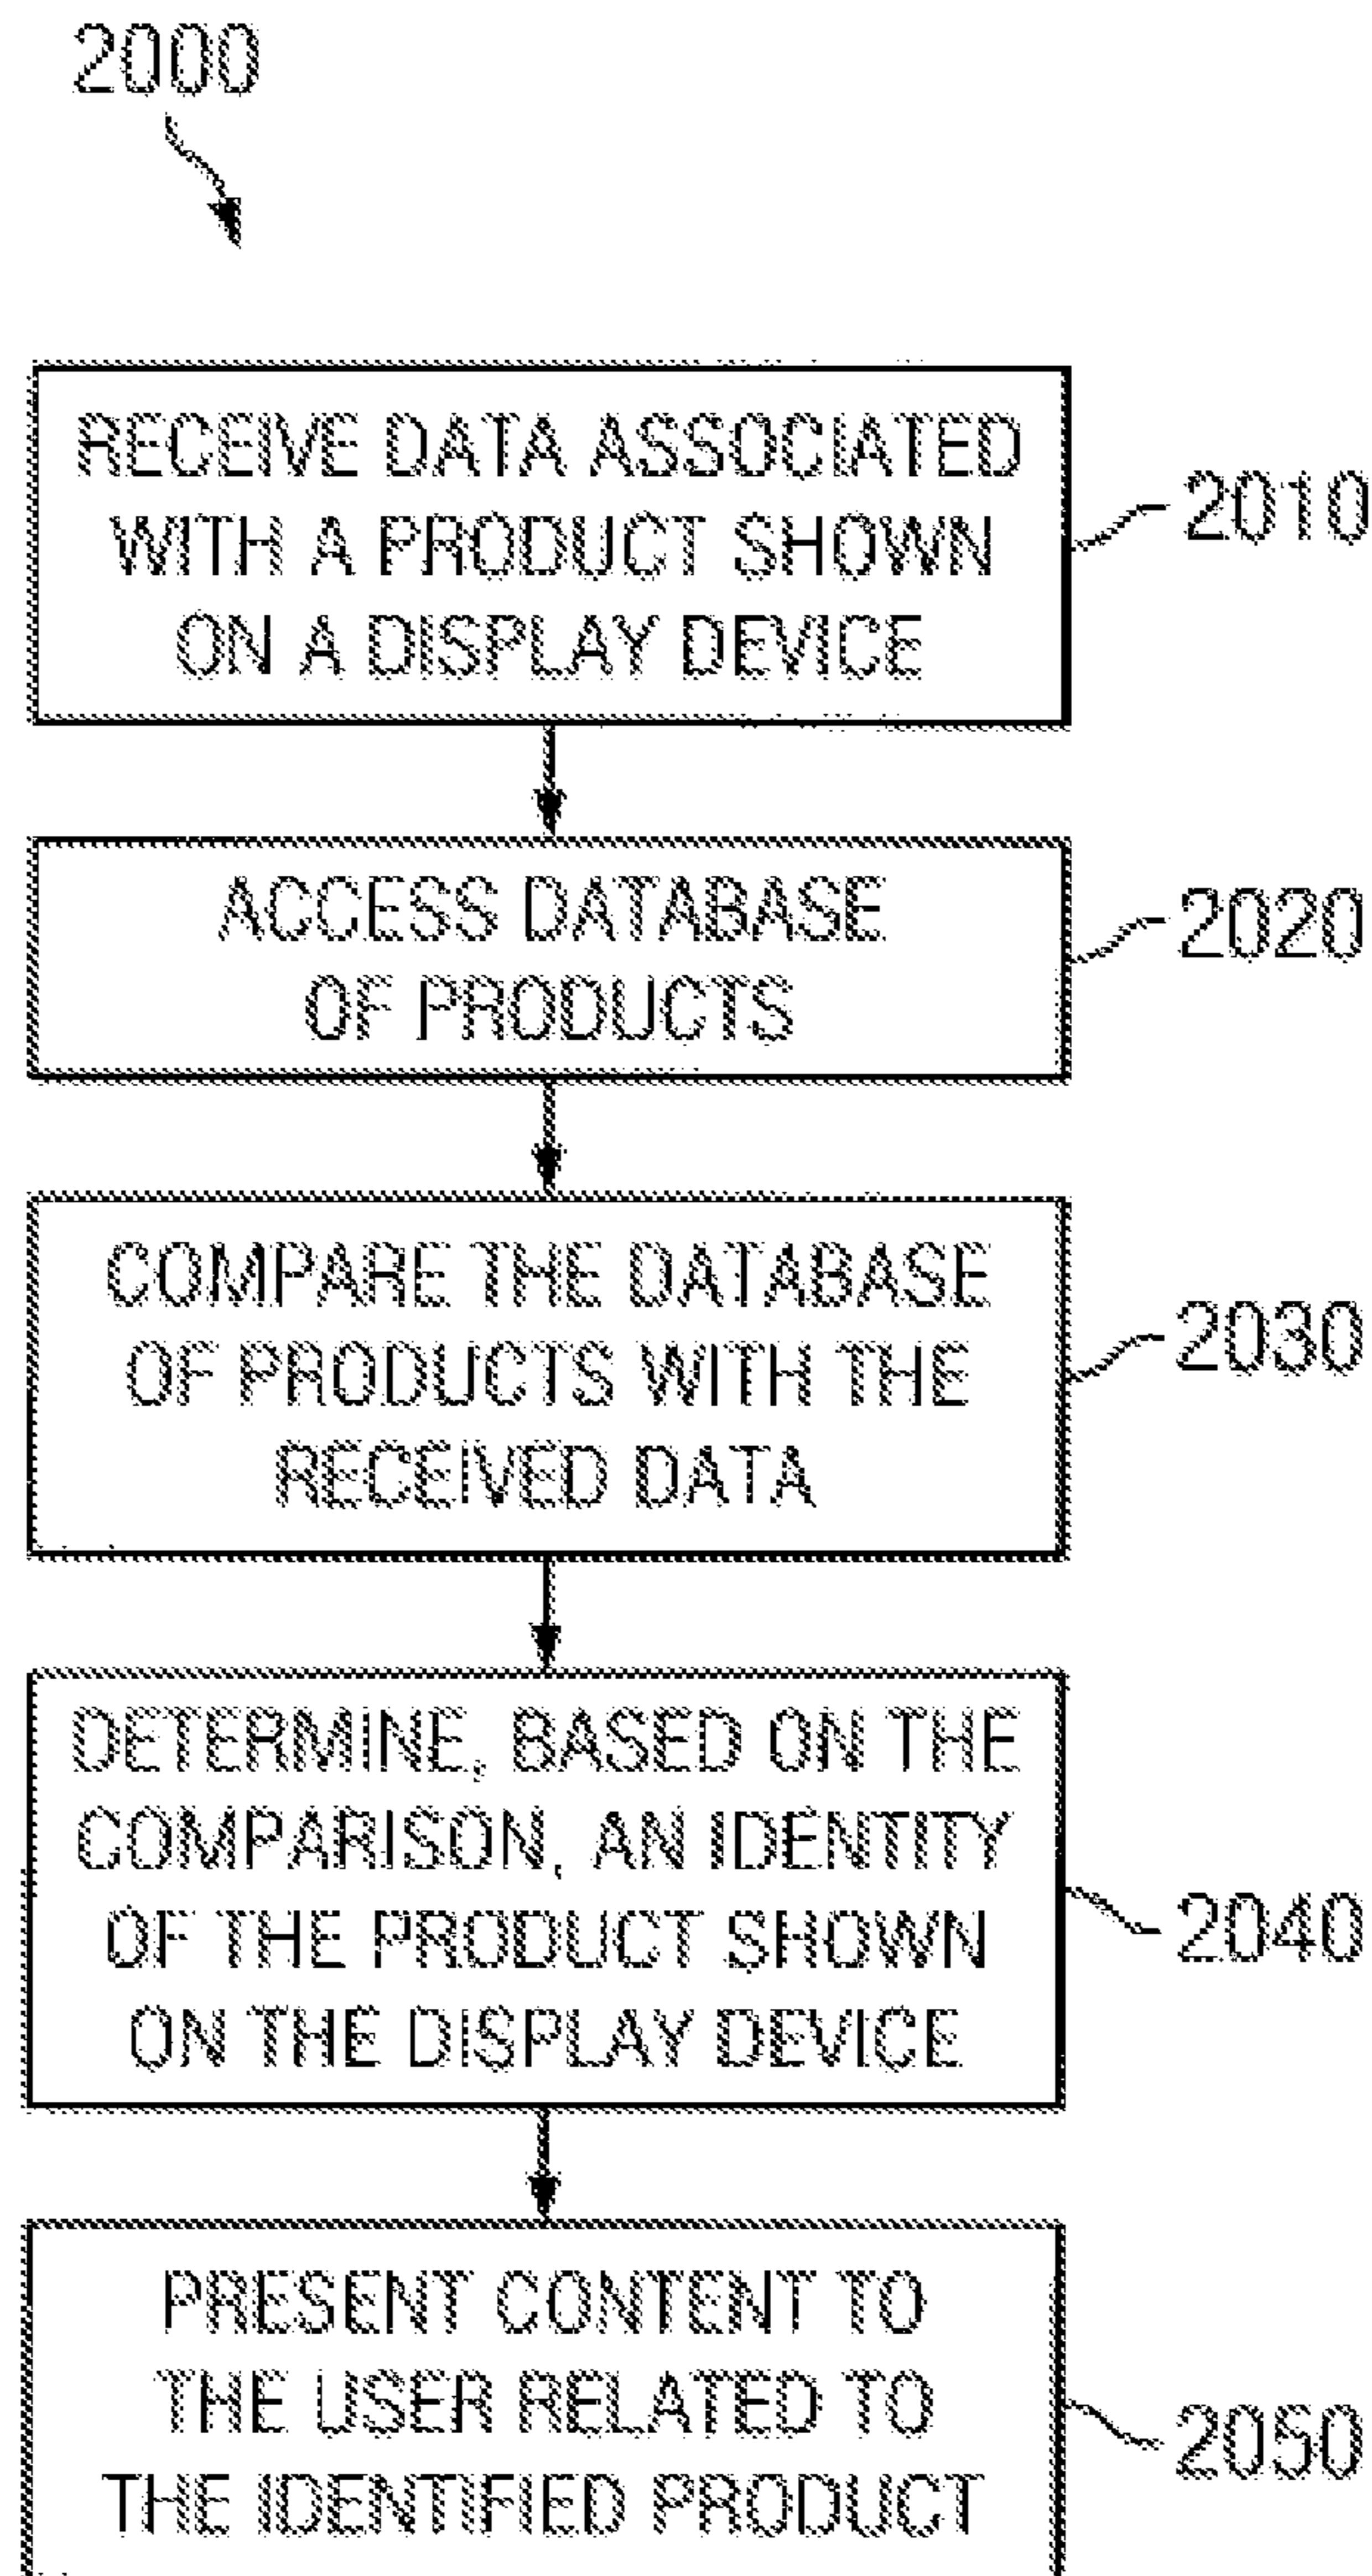 2000
RECEIVE DATA ASSOCIATED
WITH A PRODUCT SHOWN
ON A DISPLAY DEVICE
2010
ACCESS DATABASE
OF PRODUCTS
2020
COMPARE THE DATABASE
OF PRODUCTS WITH THE
RECEIVED DATA
2030
DETERMINE, BASED ON THE
COMPARISON, AN IDENTITY
OF THE PRODUCT SHOWN
ON THE DISPLAY DEVICE
2040
PRESENT CONTENT TO
THE USER RELATED TO
THE IDENTIFIED PRODUCT
2050